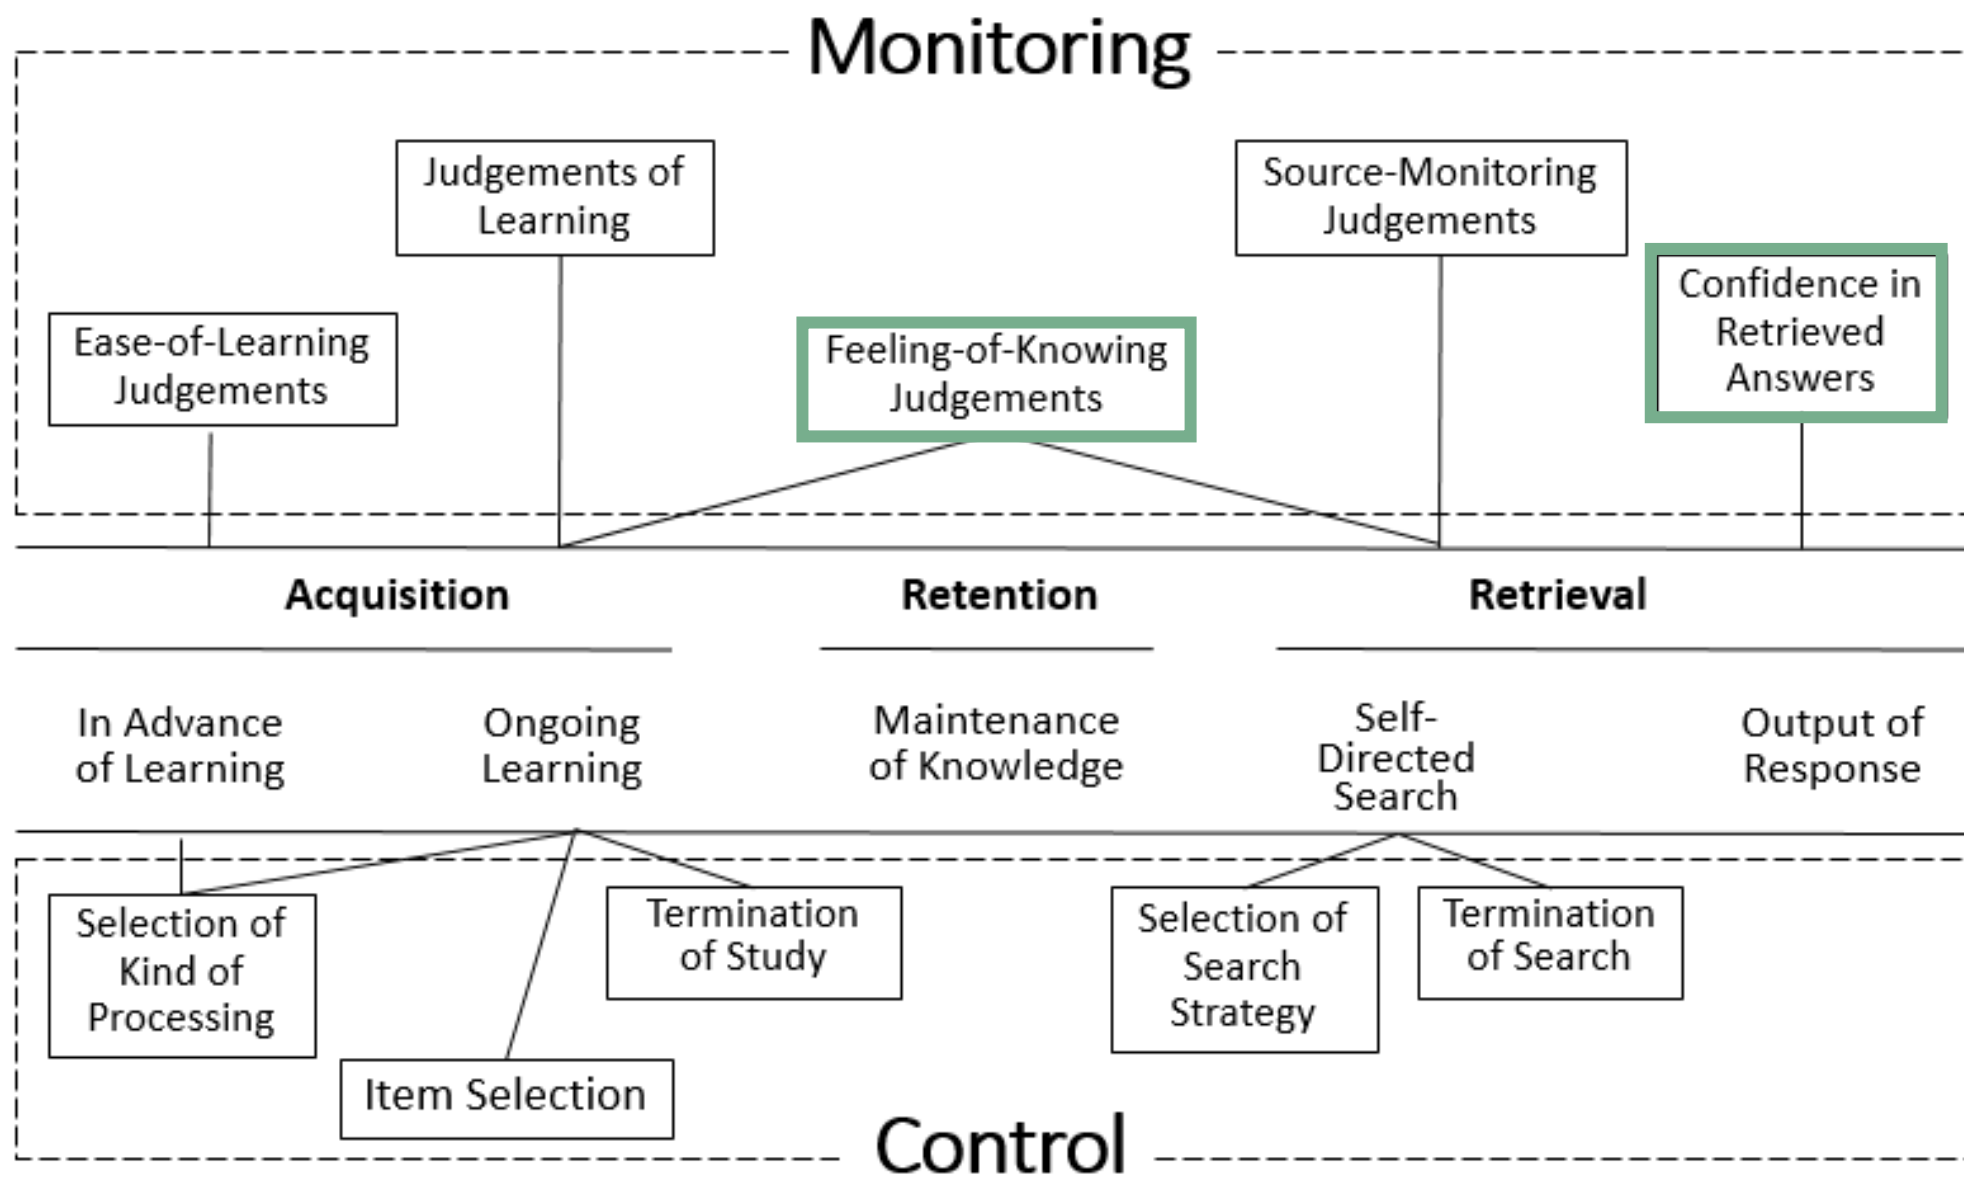 Monitoring
Judgements of
Learning
Source-Monitoring
Judgements
Confidence in
Retrieved
Answers
Ease-of-Learning
Judgements
Feeling-of-Knowing
Judgements
Acquisition
Retention
Retrieval
In Advance
of Learning
Ongoing
Learning
Maintenance
of Knowledge
Self-
Directed
Search
Output of
Response
Selection of
Kind of
Processing
Termination
of Study
Selection of
Search
Strategy
Termination
of Search
Item Selection
Control